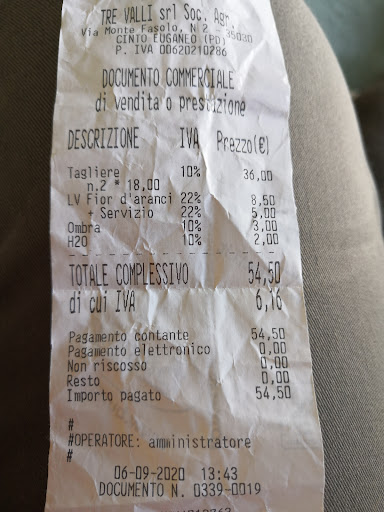 TRE VALLI srl Soc. Agr.
Via Monte Fasolo, N 2 - 35030
CINTO EUGANEO (PD)
P. IVA 00620210286
DOCUMENTO COMMERCIALE
di vendita o prestazione
DESCRIZIONE IVA Prezzo(€)
Tagliere 10% 36,00
n.2 * 18,00
LV Fior d'aranci 22% 8,50
+ Servizio 22% 5,00
Ombra 10% 3,00
H2O 10% 2,00
TOTALE COMPLESSIVO 54,50
di cui IVA 6,16
Pagamento contante 54,50
Pagamento elettronico 0,00
Non riscosso 0,00
Resto 0,00
Importo pagato 54,50
#
#OPERATORE: amministratore
#
06-09-2020 13:43
DOCUMENTO N. 0339-0019